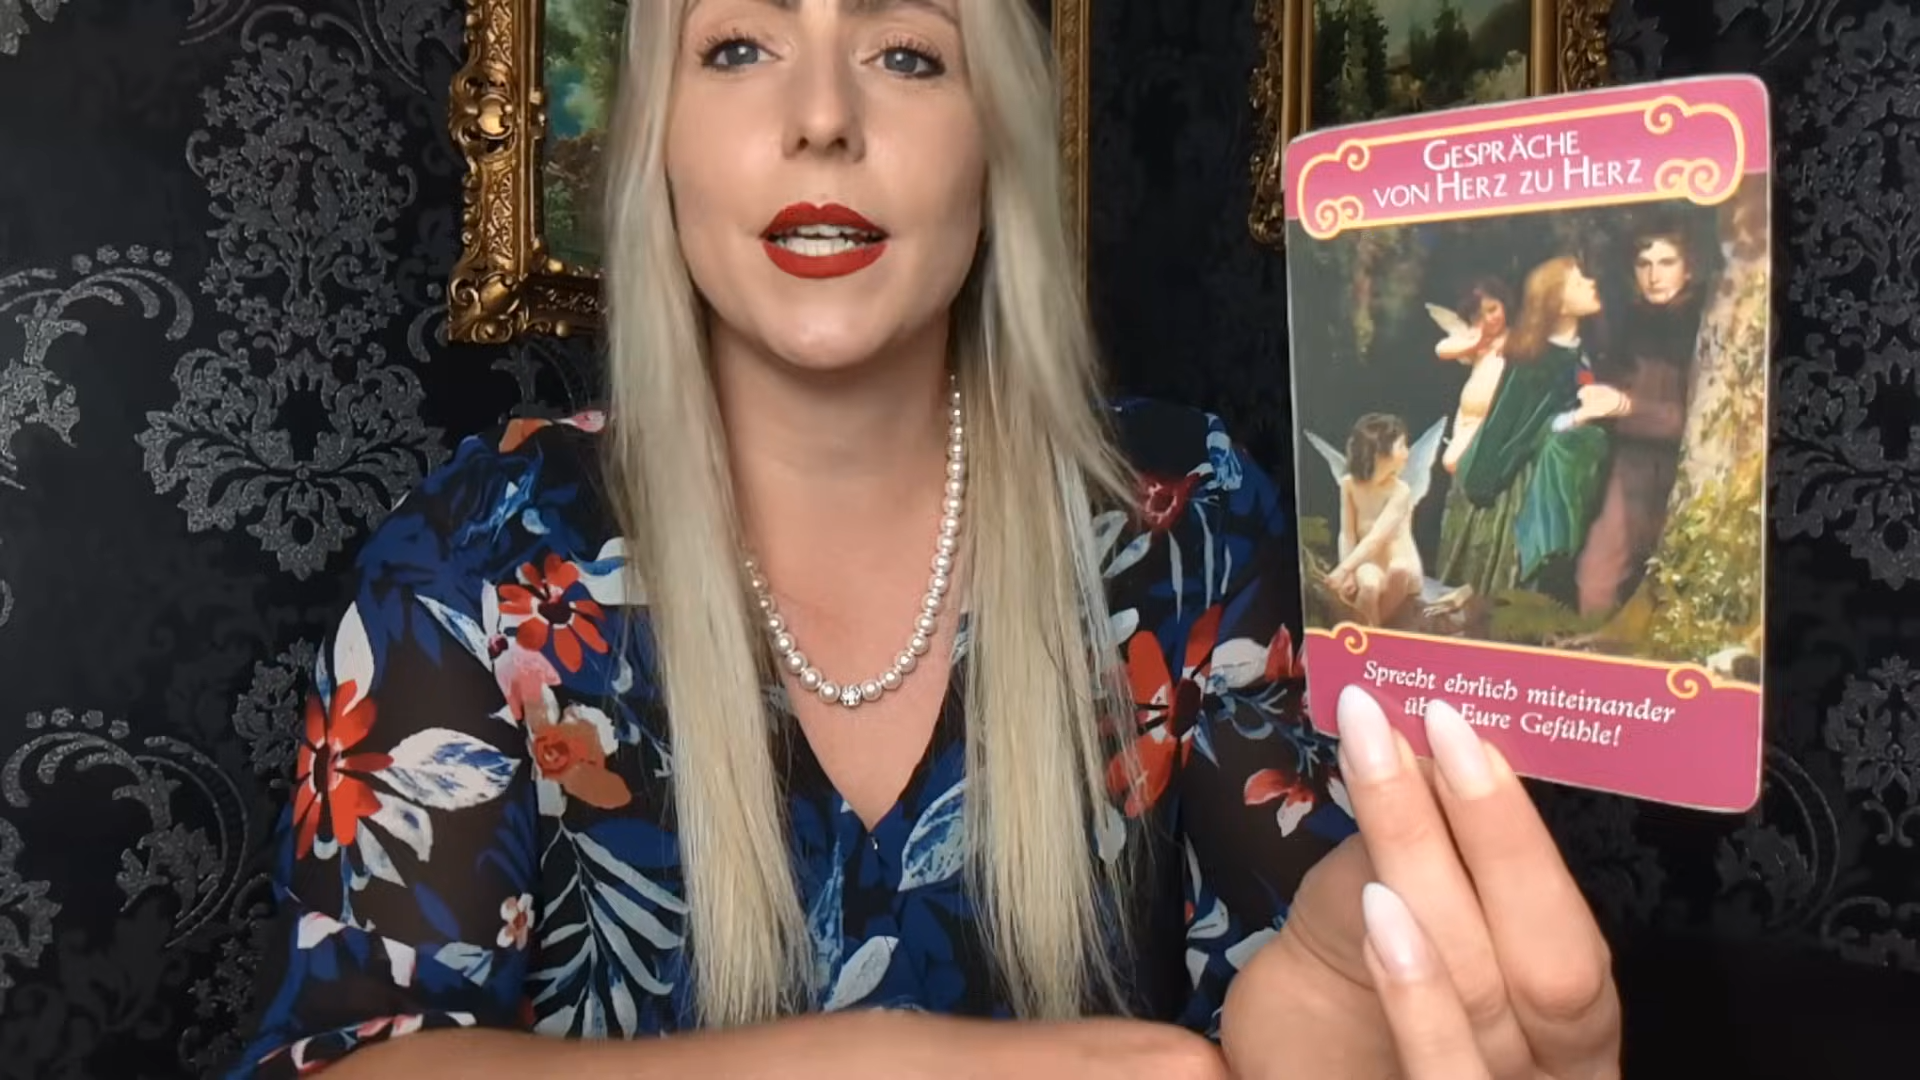 GESPRÄCHE
VON HERZ ZU HERZ
Sprecht ehrlich miteinander
Eure Gefühle!